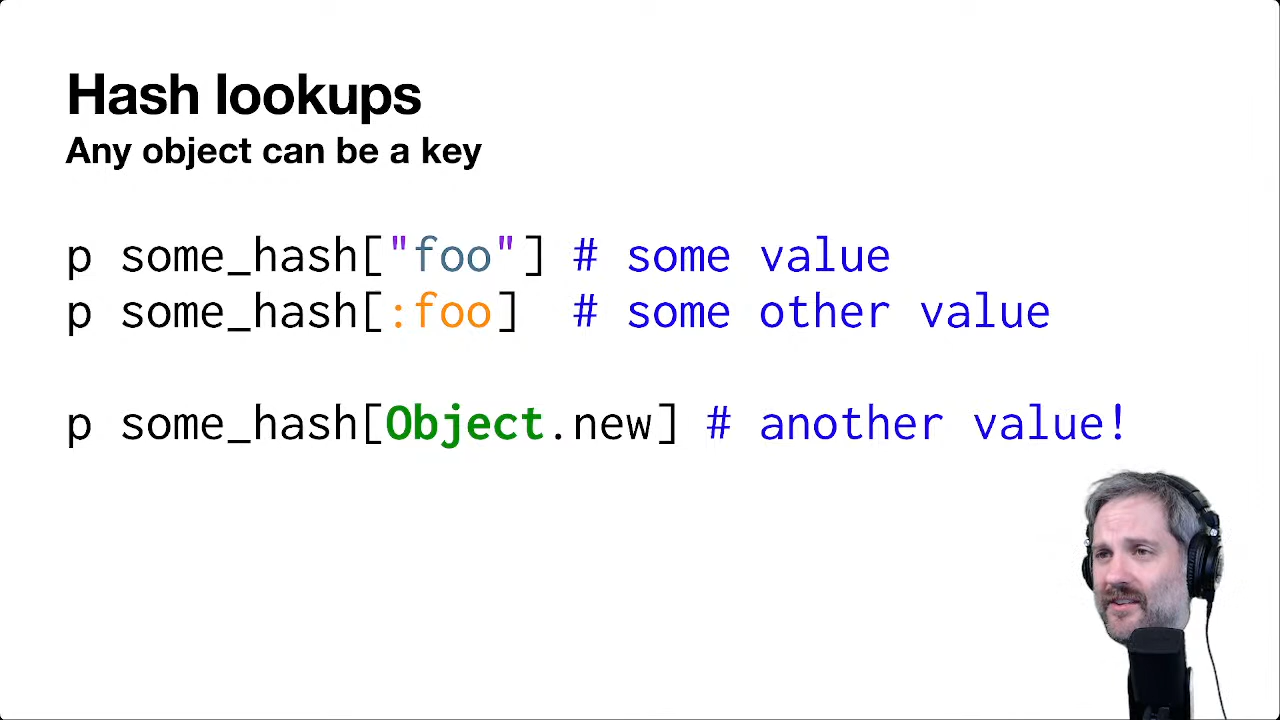 Hash lookups
Any object can be a key
p some_hash["foo"] # some value
p some_hash[:foo]  # some other value
p some_hash[Object.new] # another value!